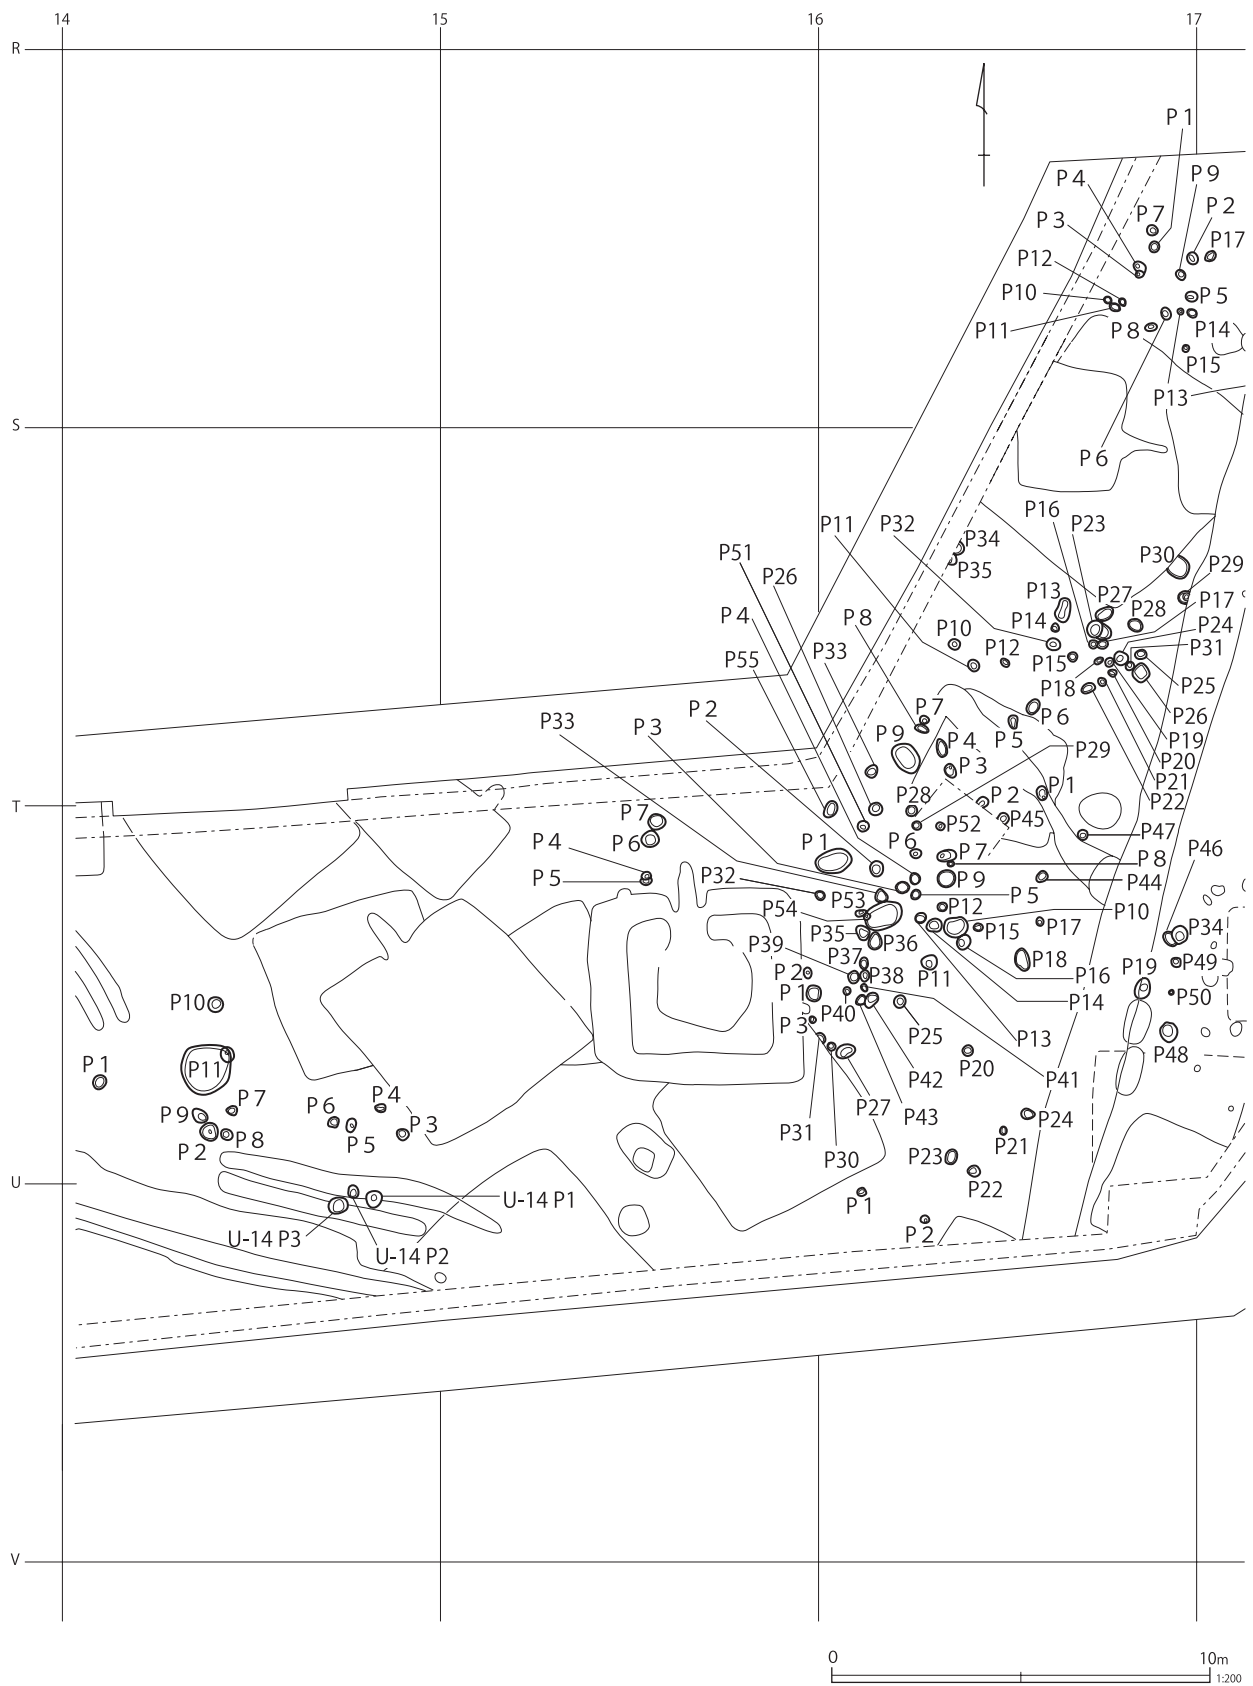 14 15 16 17
R
P 1
P 4
P 9
P 7
P 2
P 3
P17
P12
P10
P 5
P11
P 8
P14
P15
P13
S
P 6
P16
P11
P32
P23
P51
P34
P30
P26
P35
P29
P13
P27
P17
P 4
P 8
P14
P28
P24
P10
P31
P33
P12
P15
P55
P18
P25
P 2
P 7
P 6
P26
P33
P 3
P 9
P 4
P 5
P19
P29
P 3
P20
P 1
P21
P28
P 2
P22
T
P 7
P52
P45
P47
P 1
P 6
P46
P 4
P 6
P 7
P 8
P 5
P32
P53
P 9
P44
P 5
P54
P12
P10
P35
P36
P15
P17
P34
P39
P37
P18
P49
P 2
P38
P11
P16
P19
P10
P 1
P50
P14
P40
P25
P 3
P13
P48
P 1
P11
P42
P20
P41
P 7
P 4
P27
P43
P24
P9
P 6
P31
P21
P 2
P 8
P 5
P 3
P30
P23
U
P22
U-14 P1
P 1
U-14 P3
P 2
U-14 P2
V
0 10m
1:200